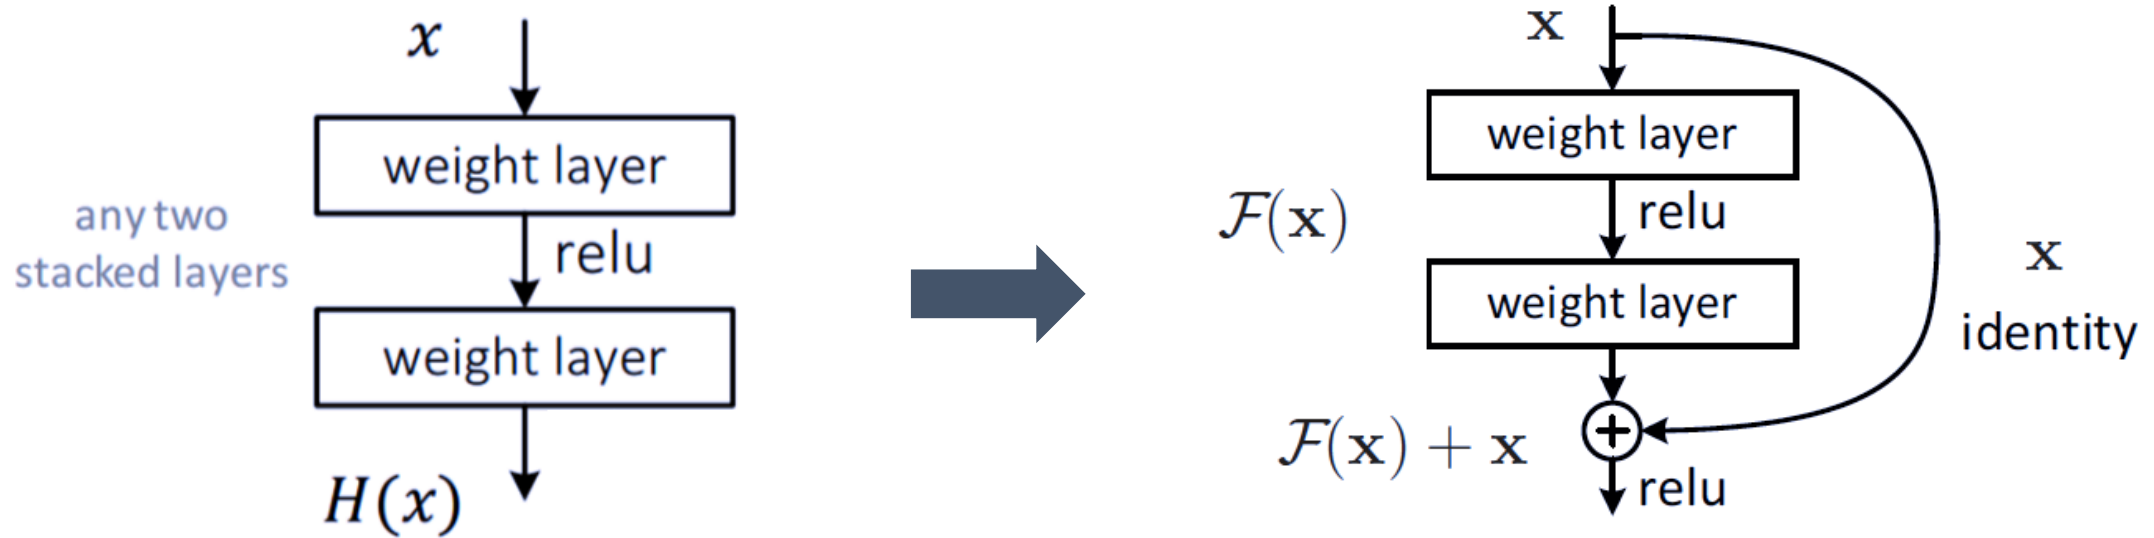 x
weight layer
any two
stacked layers
relu
weight layer
H(x)
x
weight layer
F(x)
relu
x
identity
weight layer
F(x) + x
+
relu